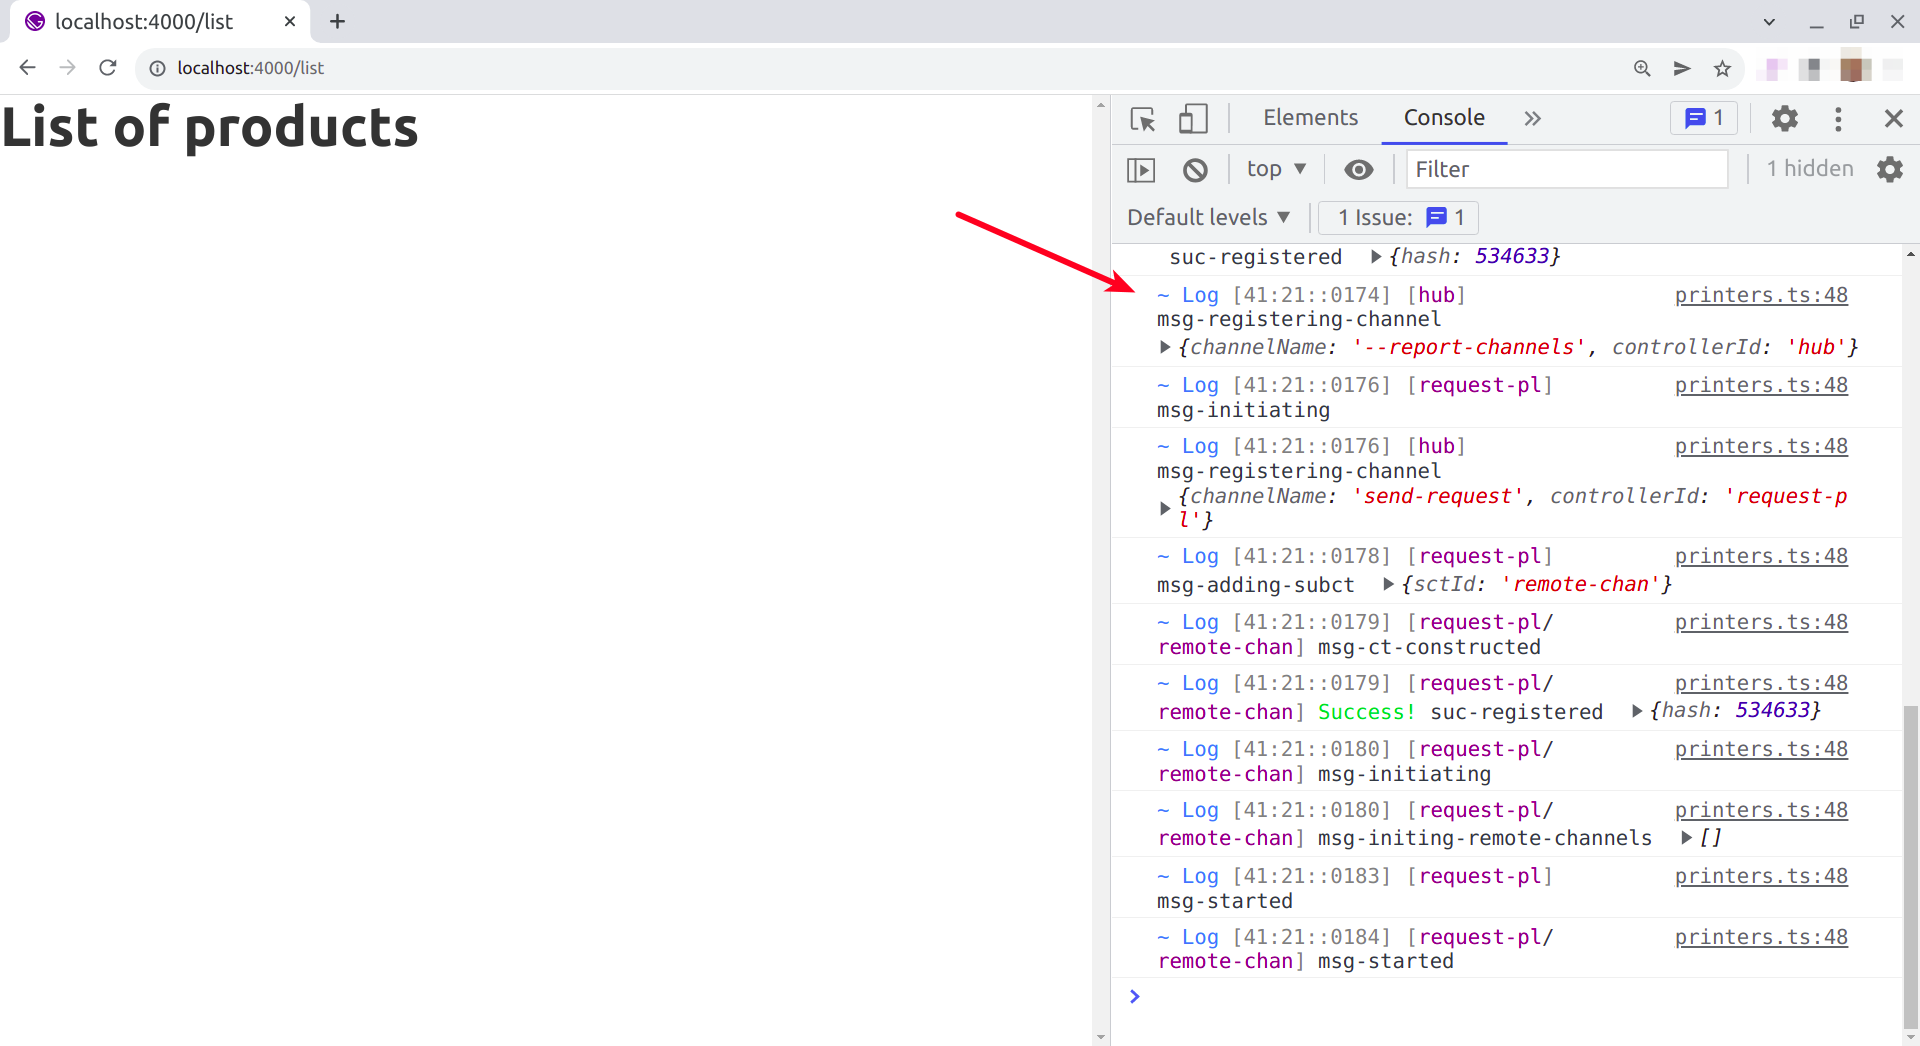 localhost:4000/list
localhost:4000/list
List of products
Elements Console 1
top Filter 1 hidden
Default levels 1 Issue: 1
suc-registered {hash: 534633}
~ Log [41:21::0174] [hub] printers.ts:48
msg-registering-channel
{channelName: '--report-channels', controllerId: 'hub'}
~ Log [41:21::0176] [request-pl] printers.ts:48
msg-initiating
~ Log [41:21::0176] [hub] printers.ts:48
msg-registering-channel
{channelName: 'send-request', controllerId: 'request-p
l'}
~ Log [41:21::0178] [request-pl] printers.ts:48
msg-adding-subct {sctId: 'remote-chan'}
~ Log [41:21::0179] [request-pl/ printers.ts:48
remote-chan] msg-ct-constructed
~ Log [41:21::0179] [request-pl/ printers.ts:48
remote-chan] Success! suc-registered {hash: 534633}
~ Log [41:21::0180] [request-pl/ printers.ts:48
remote-chan] msg-initiating
~ Log [41:21::0180] [request-pl/ printers.ts:48
remote-chan] msg-initing-remote-channels []
~ Log [41:21::0183] [request-pl] printers.ts:48
msg-started
~ Log [41:21::0184] [request-pl/ printers.ts:48
remote-chan] msg-started